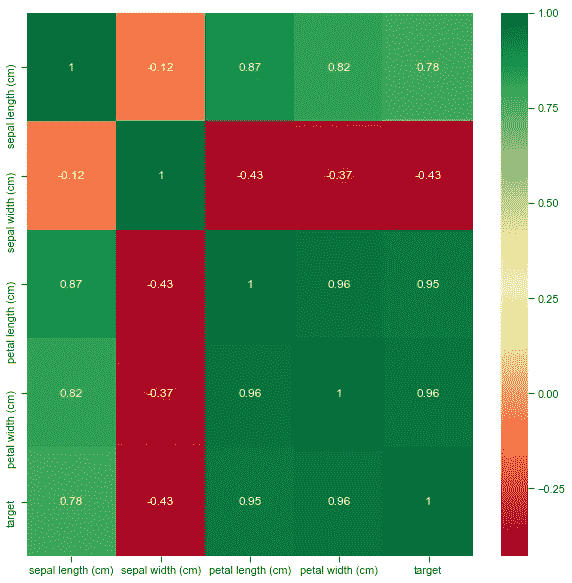 1.00
sepal length (cm)
1 -0.12 0.87 0.82 0.78
0.75
sepal width (cm)
-0.12 1 -0.43 -0.37 -0.43
0.50
petal length (cm)
0.87 -0.43 1 0.96 0.95
0.25
petal width (cm)
0.82 -0.37 0.96 1 0.96
0.00
target
0.78 -0.43 0.95 0.96 1
-0.25
sepal length (cm) sepal width (cm) petal length (cm) petal width (cm) target